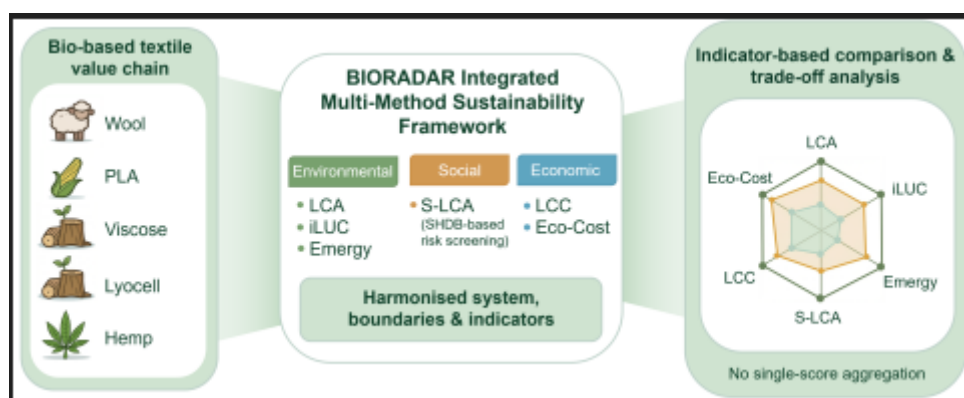 Bio-based textile
value chain
Wool
PLA
Viscose
Lyocell
Hemp
BIORADAR Integrated
Multi-Method Sustainability
Framework
Environmental
• LCA
• iLUC
• Emergy
Social
• S-LCA
(SHDB-based
risk screening)
Economic
• LCC
• Eco-Cost
Harmonised system,
boundaries & indicators
Indicator-based comparison &
trade-off analysis
LCA
iLUC
Emergy
S-LCA
LCC
Eco-Cost
No single-score aggregation